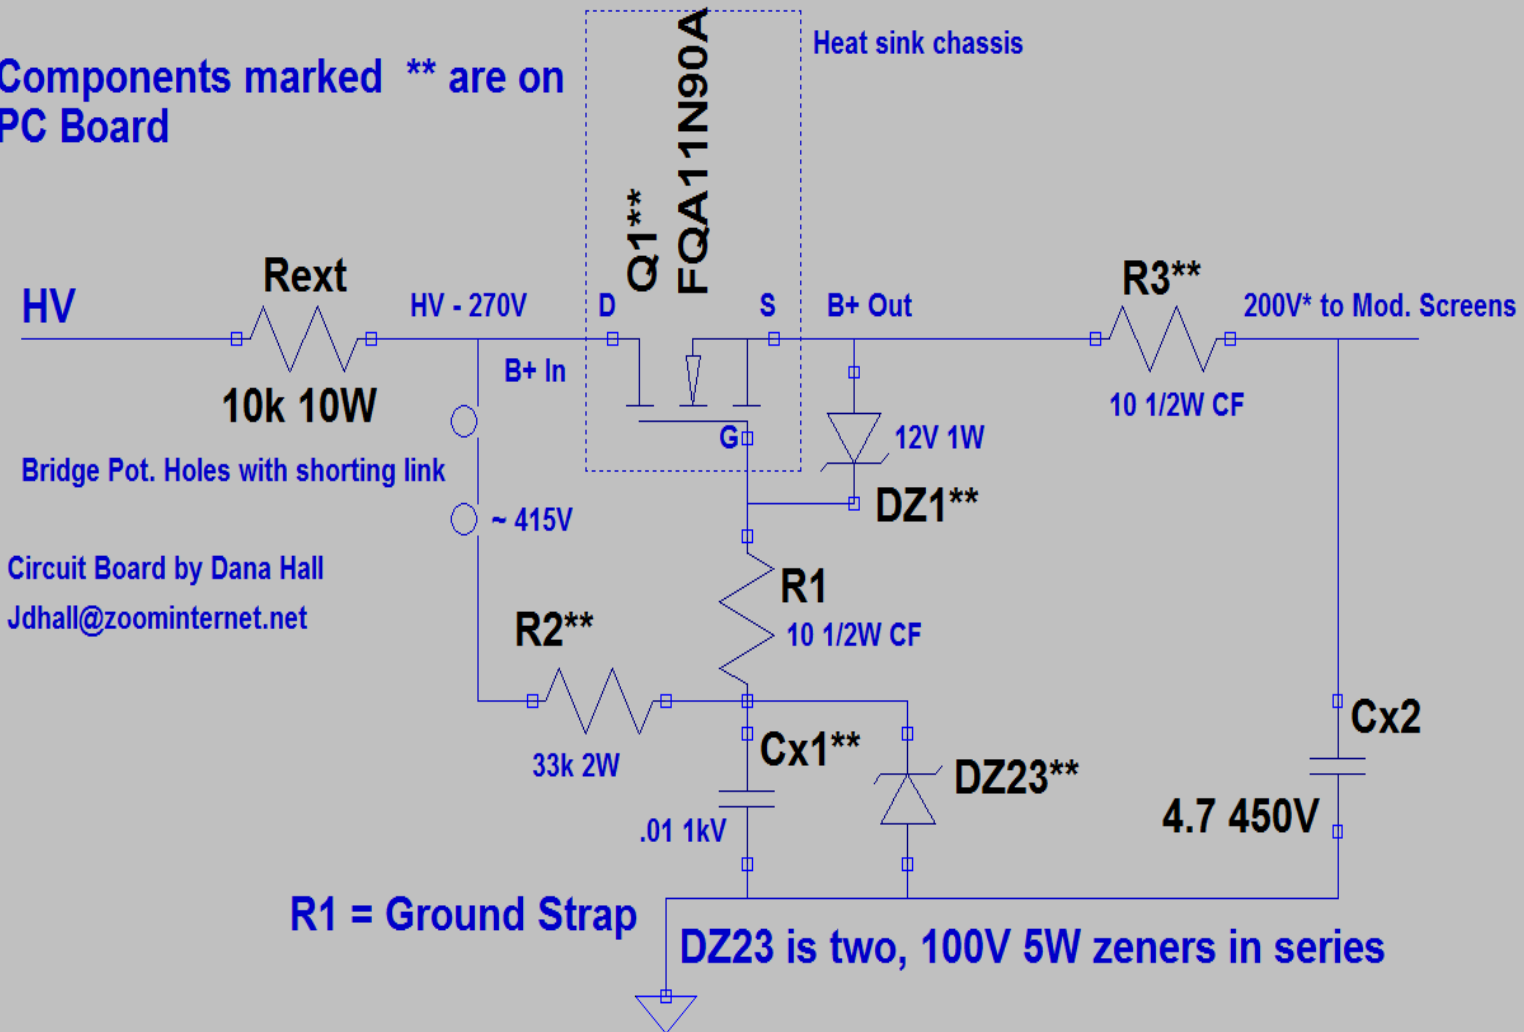 Components marked ** are on
PC Board
Heat sink chassis
Q1**
FQA11N90A
HV
Rext
10k 10W
HV - 270V
B+ In
D
S
G
B+ Out
R3**
10 1/2W CF
200V* to Mod. Screens
12V 1W
DZ1**
Bridge Pot. Holes with shorting link
~ 415V
Circuit Board by Dana Hall
Jdhall@zoominternet.net
R1
10 1/2W CF
R2**
33k 2W
Cx1**
.01 1kV
DZ23**
Cx2
4.7 450V
R1 = Ground Strap
DZ23 is two, 100V 5W zeners in series